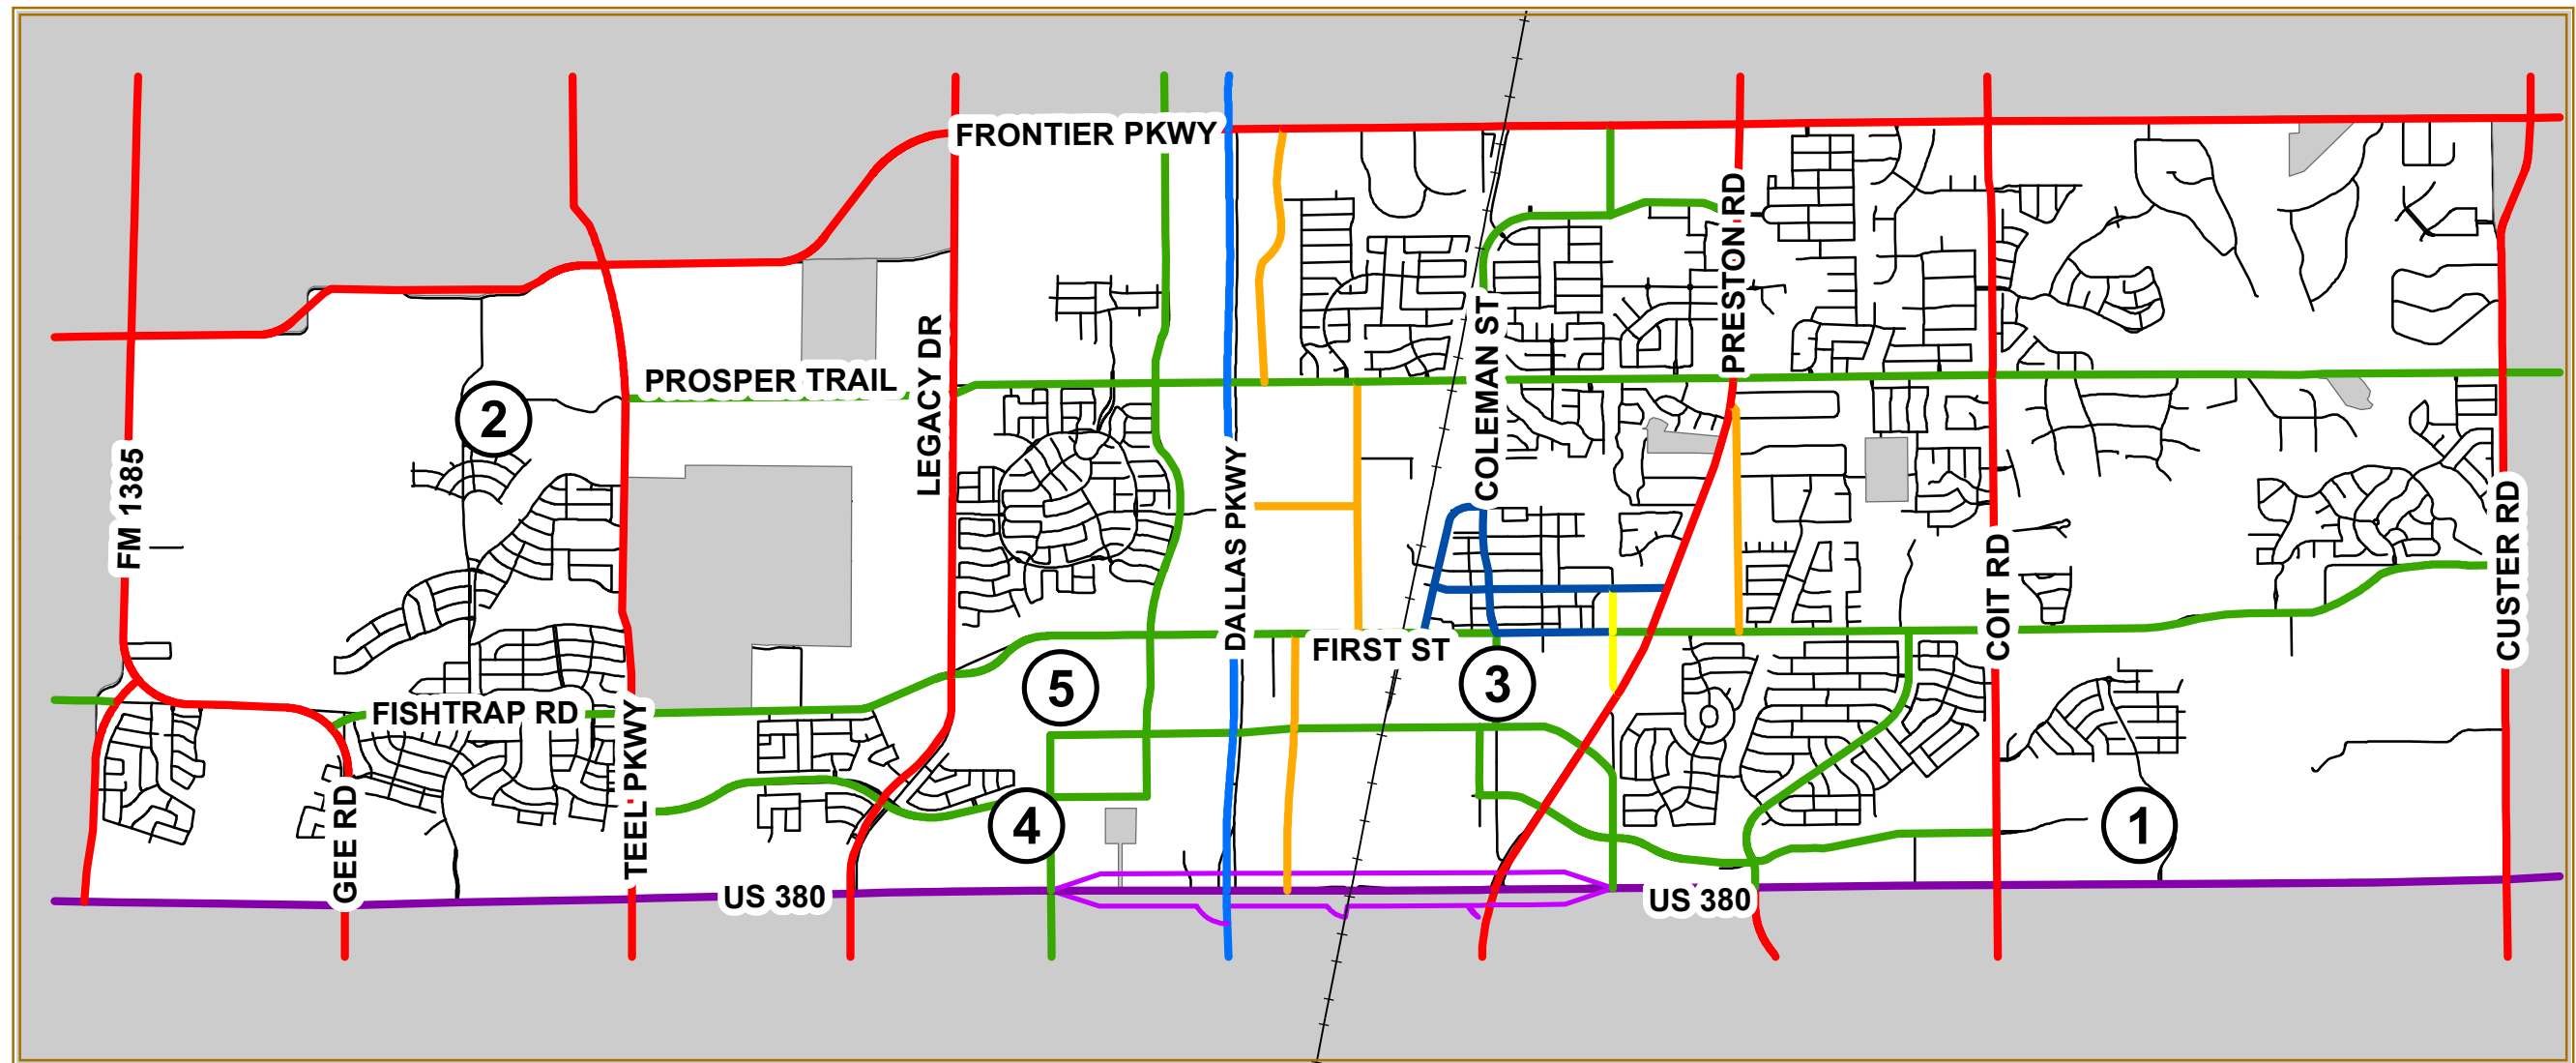 FRONTIER PKWY
PRESTON RD
LEGACY DR
COLEMAN ST
PROSPER TRAIL
2
FM 1385
DALLAS PKWY
CUSTER RD
COIT RD
FIRST ST
5
3
FISHTRAP RD
TEEL PKWY
GEE RD
4
1
US 380
US 380